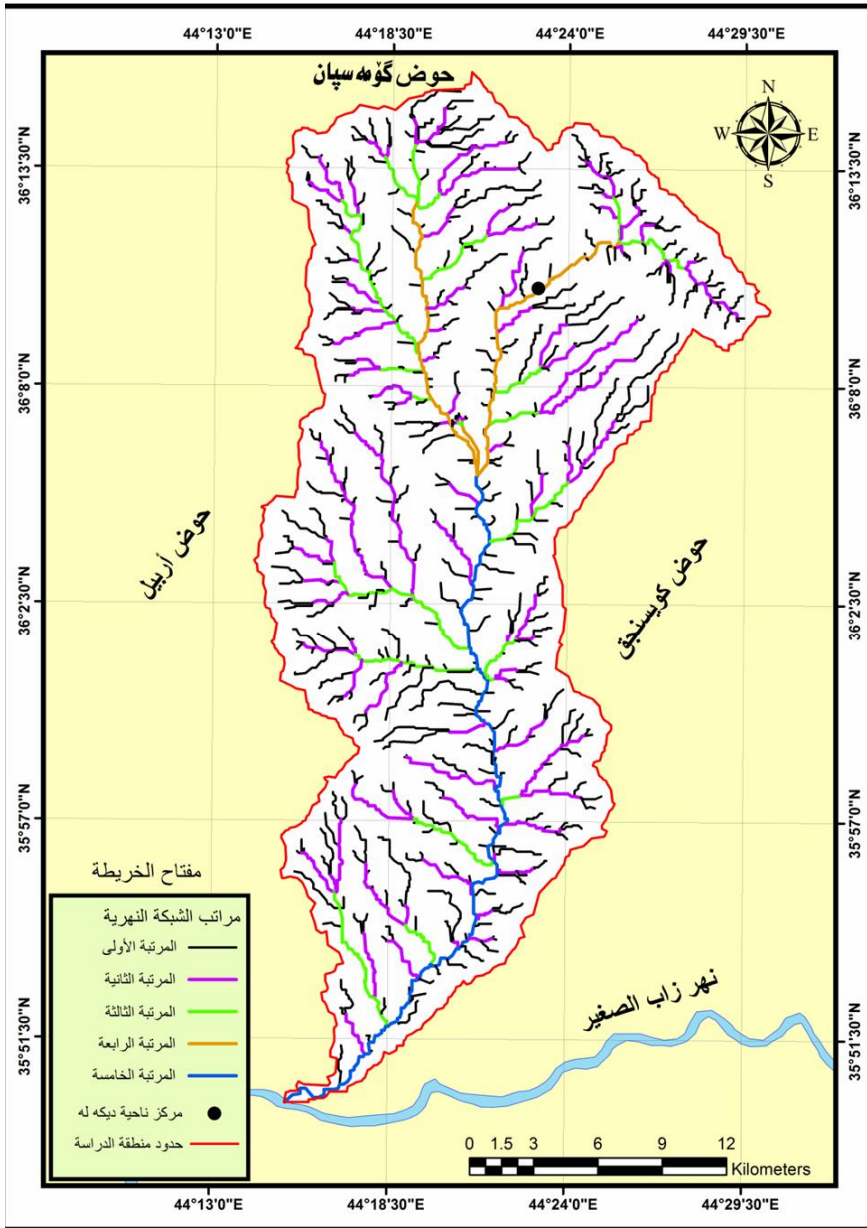 44°13'0"E 44°18'30"E 44°24'0"E 44°29'30"E
حوض گۆمه سپان
N
W E
S
36°13'30"N 36°13'30"N
36°8'0"N 36°8'0"N
حوض أربيل
حوض كويسنجق
36°2'30"N 36°2'30"N
35°57'0"N 35°57'0"N
مفتاح الخريطة
مراتب الشبكة النهرية
المرتبة الأولى
المرتبة الثانية
المرتبة الثالثة
المرتبة الرابعة
المرتبة الخامسة
مركز ناحية ديكه له
حدود منطقة الدراسة
نهر زاب الصغير
35°51'30"N 35°51'30"N
0 1.5 3 6 9 12
Kilometers
44°13'0"E 44°18'30"E 44°24'0"E 44°29'30"E